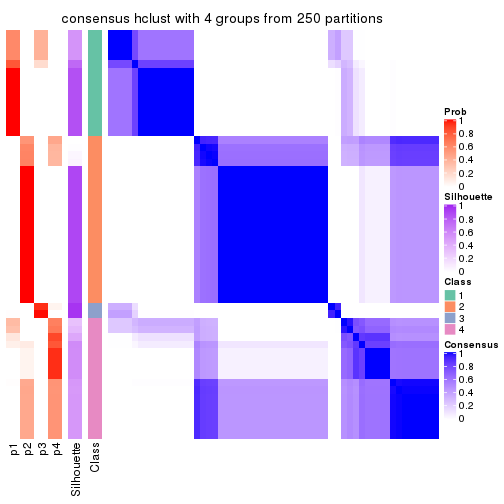 consensus hclust with 4 groups from 250 partitions
Prob
1
0.8
0.6
0.4
0.2
0
Silhouette
1
0.8
0.6
0.4
0.2
0
Class
1
2
3
4
Consensus
1
0.8
0.6
0.4
0.2
0
p1
p2
p3
p4
Silhouette
Class